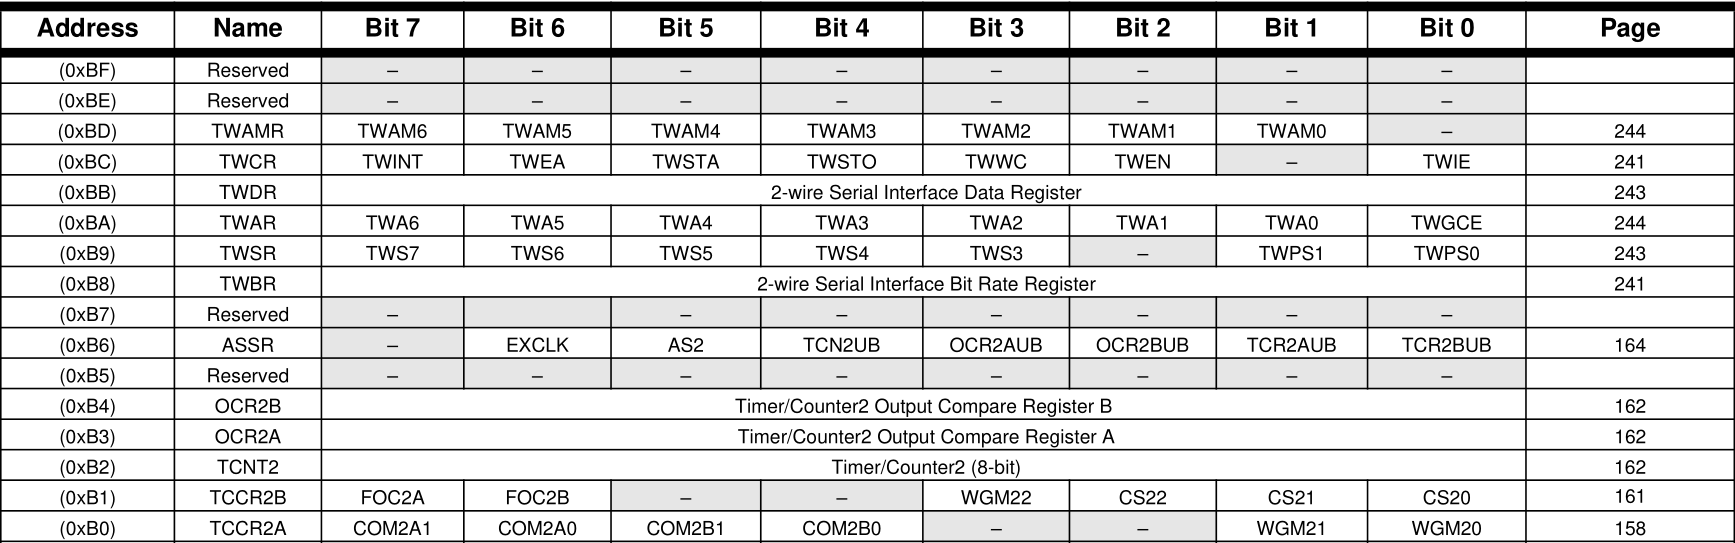 Address Name Bit 7 Bit 6 Bit 5 Bit 4 Bit 3 Bit 2 Bit 1 Bit 0 Page
(0xBF) Reserved – – – – – – – –
(0xBE) Reserved – – – – – – – –
(0xBD) TWAMR TWAM6 TWAM5 TWAM4 TWAM3 TWAM2 TWAM1 TWAM0 – 244
(0xBC) TWCR TWINT TWEA TWSTA TWSTO TWWC TWEN – TWIE 241
(0xBB) TWDR 2-wire Serial Interface Data Register 243
(0xBA) TWAR TWA6 TWA5 TWA4 TWA3 TWA2 TWA1 TWA0 TWGCE 244
(0xB9) TWSR TWS7 TWS6 TWS5 TWS4 TWS3 – TWPS1 TWPS0 243
(0xB8) TWBR 2-wire Serial Interface Bit Rate Register 241
(0xB7) Reserved – – – – – – –
(0xB6) ASSR – EXCLK AS2 TCN2UB OCR2AUB OCR2BUB TCR2AUB TCR2BUB 164
(0xB5) Reserved – – – – – – – –
(0xB4) OCR2B Timer/Counter2 Output Compare Register B 162
(0xB3) OCR2A Timer/Counter2 Output Compare Register A 162
(0xB2) TCNT2 Timer/Counter2 (8-bit) 162
(0xB1) TCCR2B FOC2A FOC2B – – WGM22 CS22 CS21 CS20 161
(0xB0) TCCR2A COM2A1 COM2A0 COM2B1 COM2B0 – – WGM21 WGM20 158